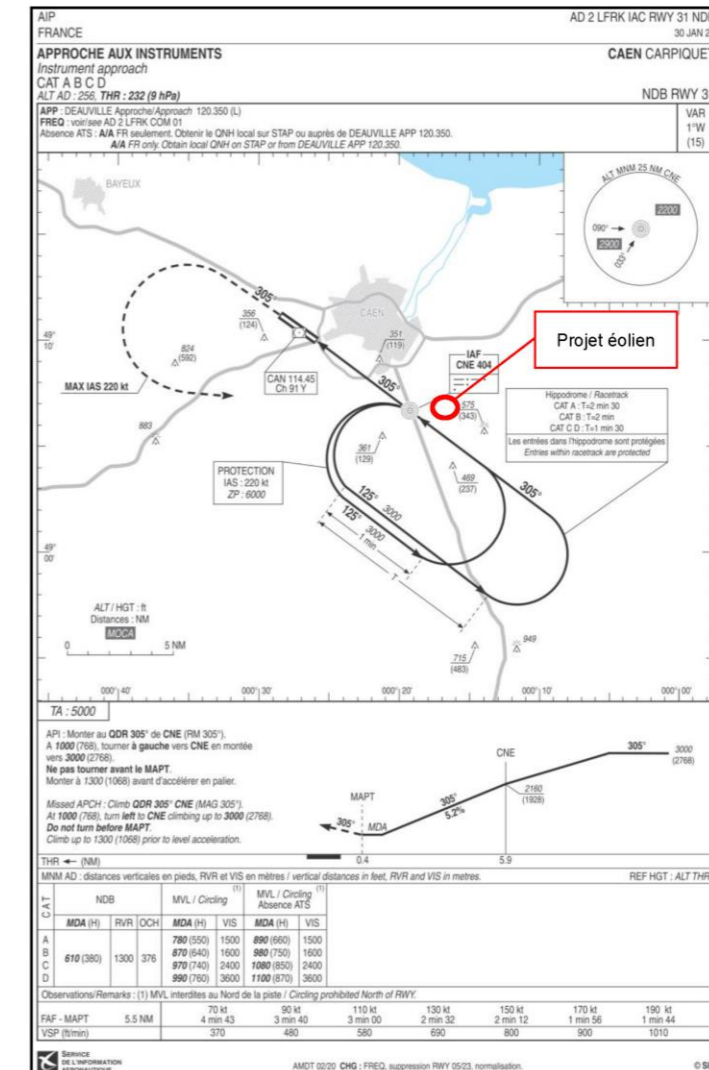 AIP
FRANCE
AD 2 LFRK IAC RWY 31 NDB
30 JAN 2
APPROCHE AUX INSTRUMENTS
Instrument approach
CAT A B C D
ALT AD : 256, THR : 232 (9 hPa)
CAEN CARPIQUET
NDB RWY 3
APP : DEAUVILLE Approche/Approach 120.350 (L)
FREQ : voir/see AD 2 LFRK COM 01
Absence ATS : A/A FR seulement. Obtenir le QNH local sur STAP ou auprès de DEAUVILLE APP 120.350.
A/A FR only. Obtain local QNH on STAP or from DEAUVILLE APP 120.350.
VAR
1°W
(15)
BAYEUX
ALT MNM 25 NM CNE
2200
090°
2900
033°
305°
356
(124)
CAEN
351
(119)
49°
10'
824
(592)
CAN 114.45
Ch 91 Y
305°
IAF
CNE 404
Projet éolien
MAX IAS 220 kt
575
(343)
883
Hippodrome / Racetrack
CAT A : T=2 min 30
CAT B : T=2 min
CAT C D : T=1 min 30
Les entrées dans l'hippodrome sont protégées
Entries within racetrack are protected
361
(129)
PROTECTION
IAS : 220 kt
ZP : 6000
469
(237)
305°
125° 3000
125° 3000
1 min
T
49°
00'
ALT / HGT : ft
Distances : NM
MOCA
0 5 NM
949
715
(483)
000° 40' 000° 30' 000° 20' 000° 10' 000° 00'
TA : 5000
API : Monter au QDR 305° de CNE (RM 305°).
A 1000 (768), tourner à gauche vers CNE en montée
vers 3000 (2768).
Ne pas tourner avant le MAPT.
Monter à 1300 (1068) avant d'accélérer en palier.
Missed APCH : Climb QDR 305° CNE (MAG 305°).
At 1000 (768), turn left to CNE climbing up to 3000 (2768).
Do not turn before MAPT.
Climb up to 1300 (1068) prior to level acceleration.
CNE
305° 3000
(2768)
2160
(1928)
MAPT
305°
5.2%
305° MDA
THR ← (NM) 0.4 5.9
MNM AD : distances verticales en pieds, RVR et VIS en mètres / vertical distances in feet, RVR and VIS in metres. REF HGT : ALT THR
CAT NDB MVL / Circling (1) MVL / Circling (1) Absence ATS
MDA (H) RVR OCH MDA (H) VIS MDA (H) VIS
A 780 (550) 1500 890 (660) 1500
B 610 (380) 1300 376 870 (640) 1600 980 (750) 1600
C 970 (740) 2400 1080 (850) 2400
D 990 (760) 3600 1100 (870) 3600
Observations/Remarks : (1) MVL interdites au Nord de la piste / Circling prohibited North of RWY.
FAF - MAPT 5.5 NM 70 kt 90 kt 110 kt 130 kt 150 kt 170 kt 190 kt
4 min 43 3 min 40 3 min 00 2 min 32 2 min 12 1 min 56 1 min 44
VSP (ft/min) 370 480 580 690 800 900 1010
SERVICE
DE L'INFORMATION
AERONAUTIQUE
AMDT 02/20 CHG : FREQ, suppression RWY 05/23, normalisation.
© SI